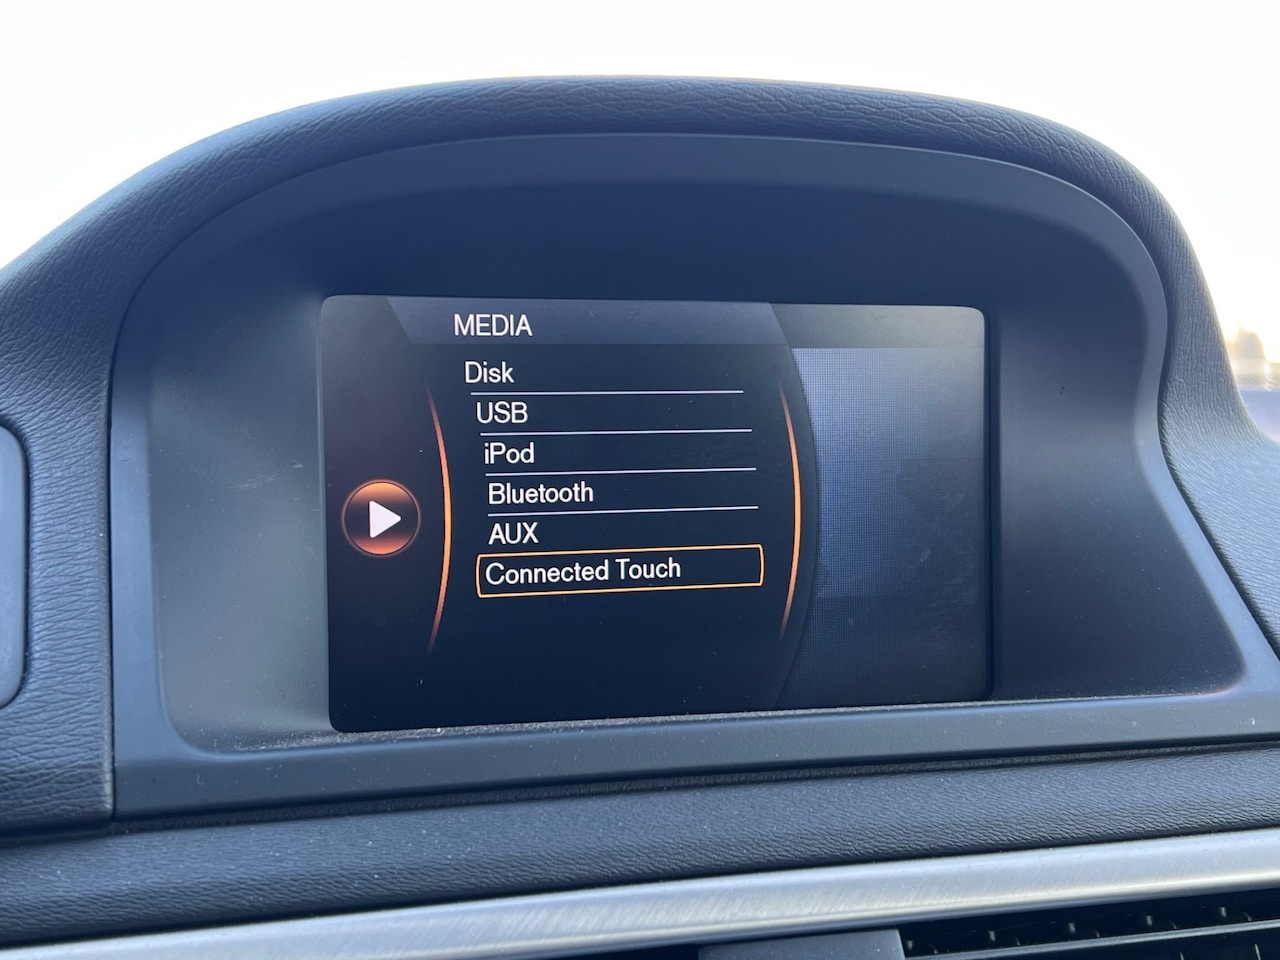 MEDIA
Disk
USB
iPod
Bluetooth
AUX
Connected Touch